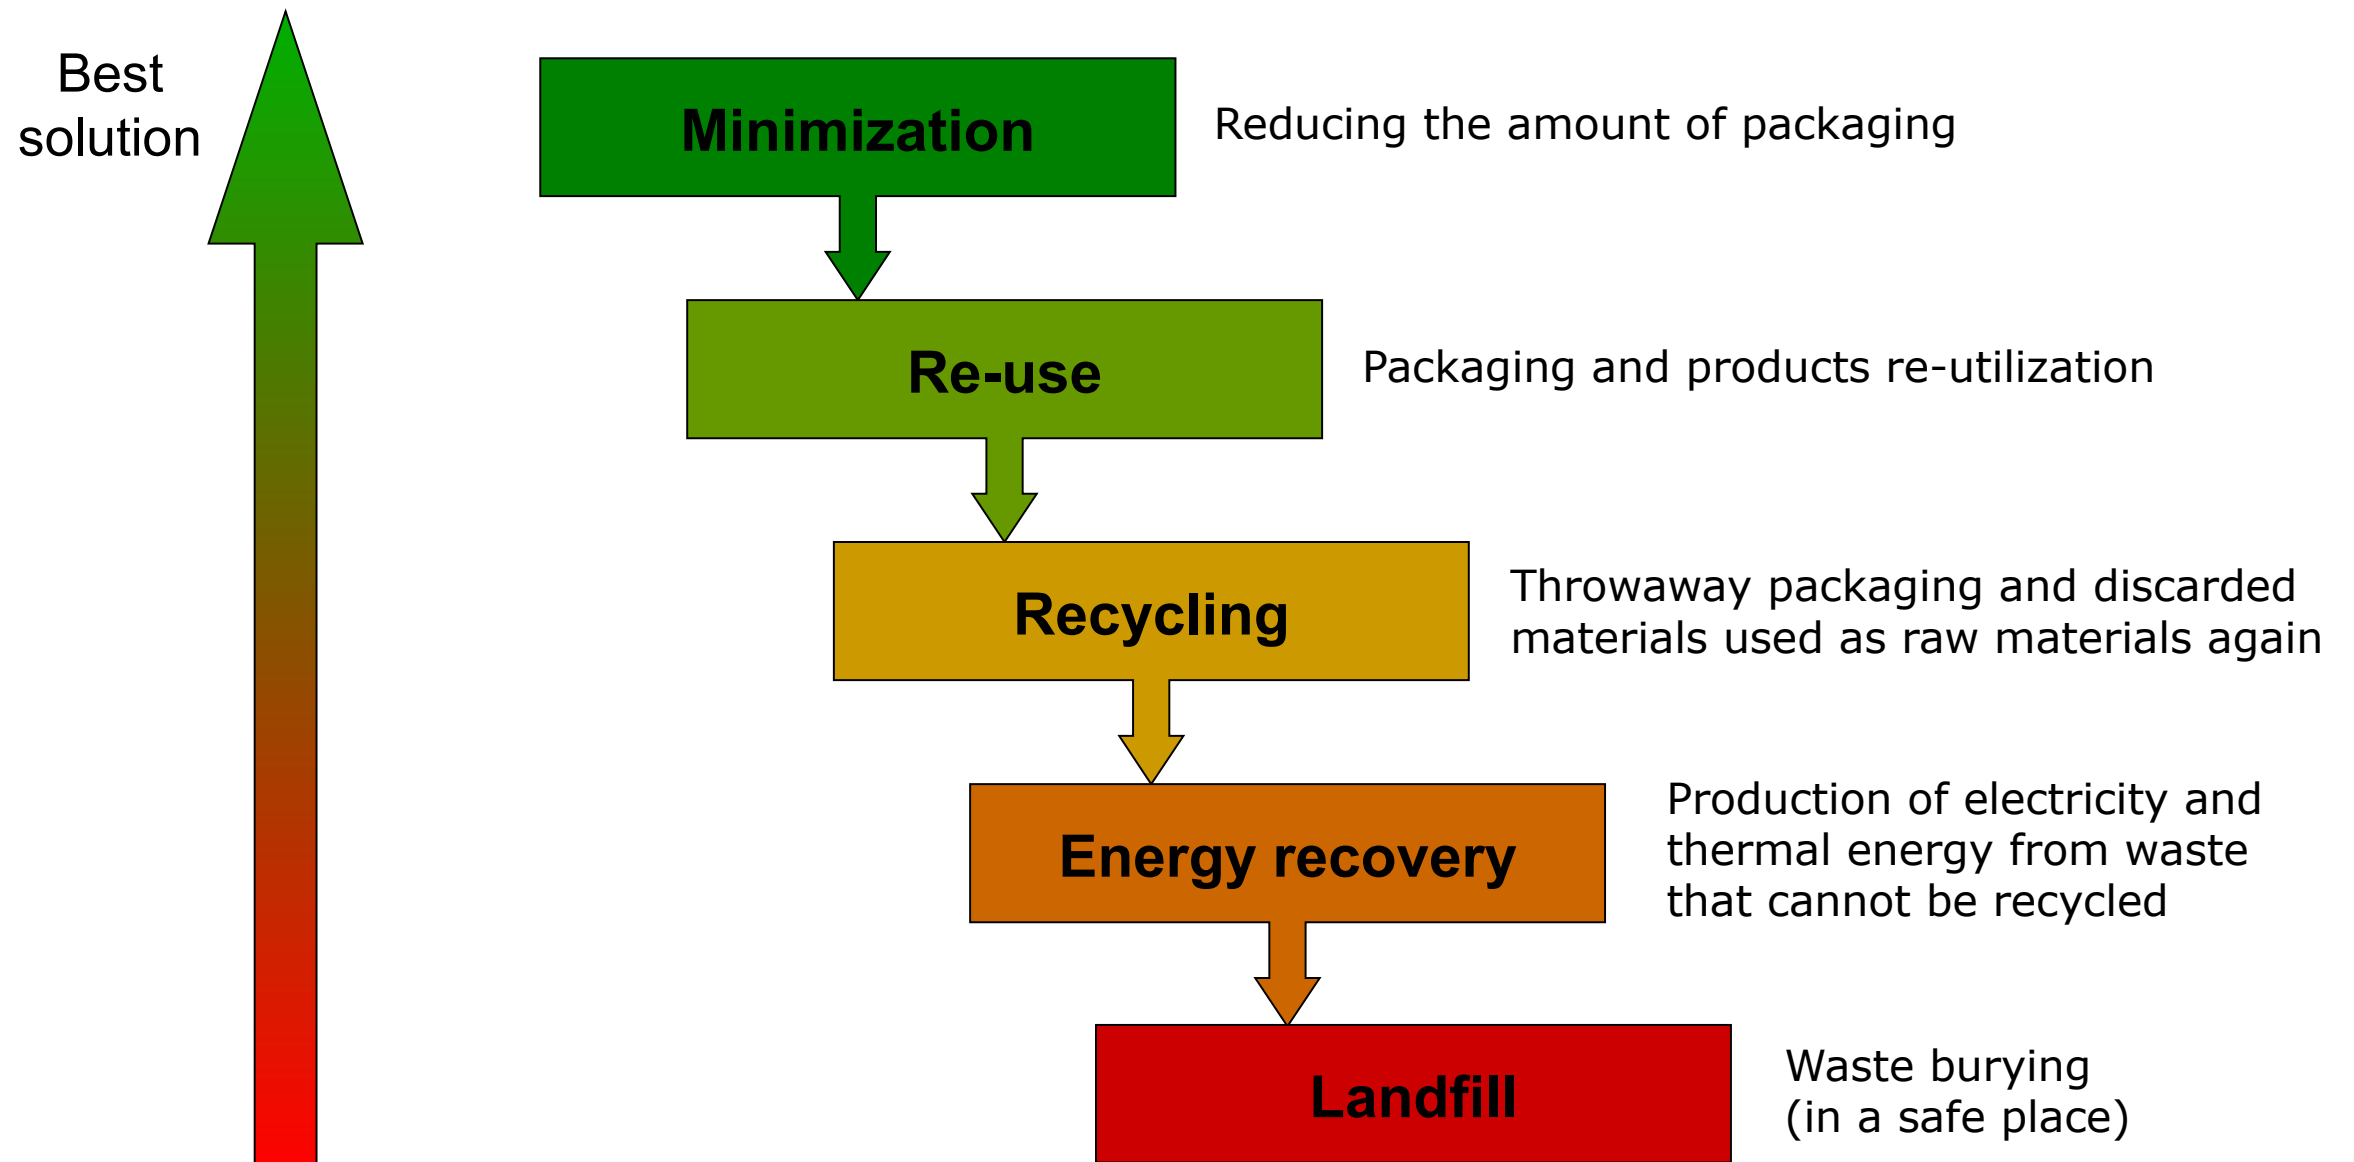 Best
solution
Minimization
Reducing the amount of packaging
Re-use
Packaging and products re-utilization
Recycling
Throwaway packaging and discarded
materials used as raw materials again
Energy recovery
Production of electricity and
thermal energy from waste
that cannot be recycled
Landfill
Waste burying
(in a safe place)